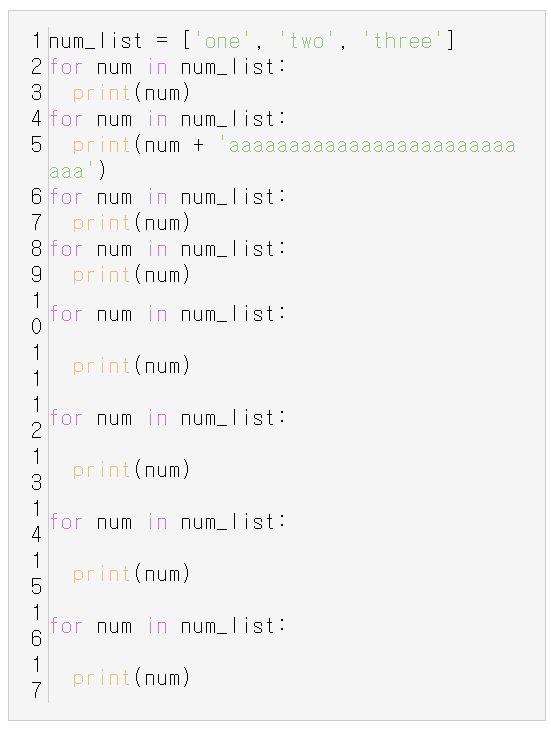 1 num_list = ['one', 'two', 'three']
2 for num in num_list:
3   print(num)
4 for num in num_list:
5   print(num + 'aaaaaaaaaaaaaaaaaaaaaaaa
aaa')
6 for num in num_list:
7   print(num)
8 for num in num_list:
9   print(num)
10 for num in num_list:
11   print(num)
12 for num in num_list:
13   print(num)
14 for num in num_list:
15   print(num)
16 for num in num_list:
17   print(num)